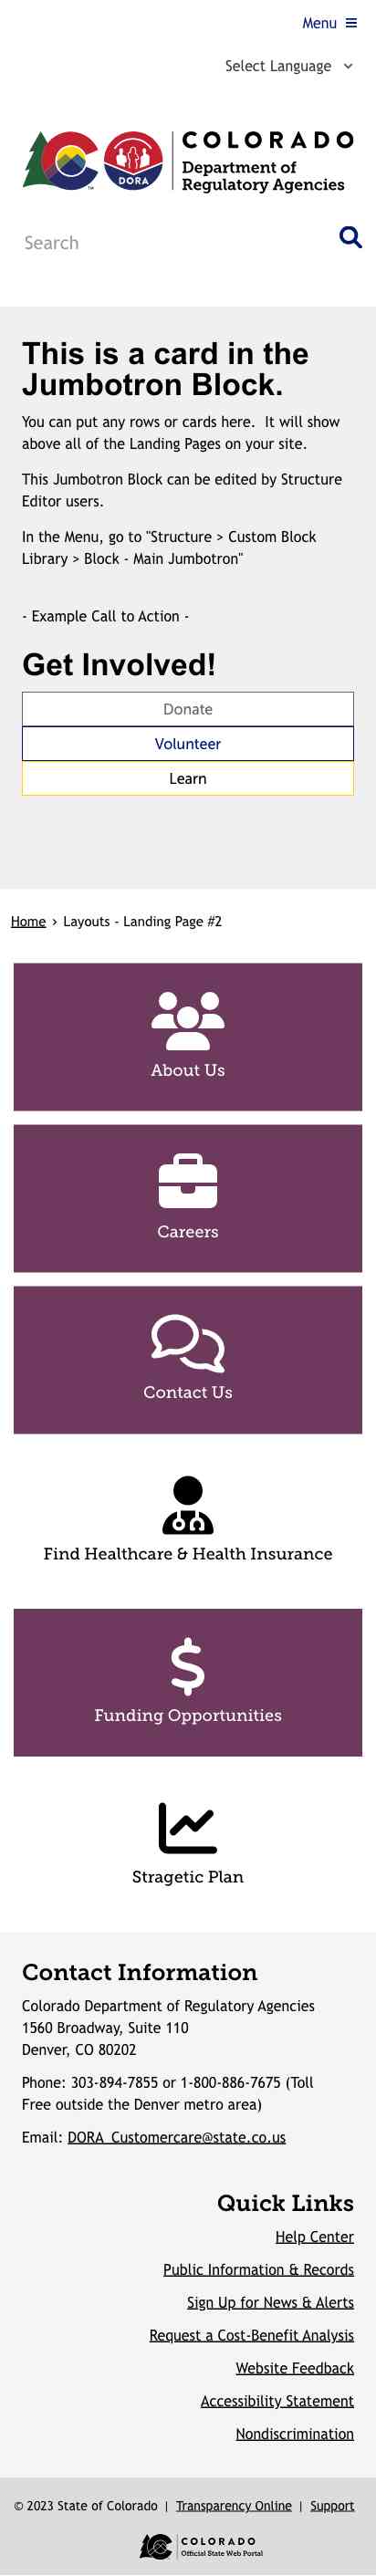 Menu
Select Language
COLORADO
Department of
Regulatory Agencies
DORA
TM
Search
This is a card in the
Jumbotron Block.
You can put any rows or cards here.  It will show
above all of the Landing Pages on your site.
This Jumbotron Block can be edited by Structure
Editor users.
In the Menu, go to "Structure > Custom Block
Library > Block - Main Jumbotron"
- Example Call to Action -
Get Involved!
Donate
Volunteer
Learn
Home › Layouts - Landing Page #2
About Us
Careers
Contact Us
Find Healthcare & Health Insurance
Funding Opportunities
Stragetic Plan
Contact Information
Colorado Department of Regulatory Agencies
1560 Broadway, Suite 110
Denver, CO 80202
Phone: 303-894-7855 or 1-800-886-7675 (Toll
Free outside the Denver metro area)
Email: DORA_Customercare@state.co.us
Quick Links
Help Center
Public Information & Records
Sign Up for News & Alerts
Request a Cost-Benefit Analysis
Website Feedback
Accessibility Statement
Nondiscrimination
© 2023 State of Colorado | Transparency Online | Support
COLORADO
Official State Web Portal